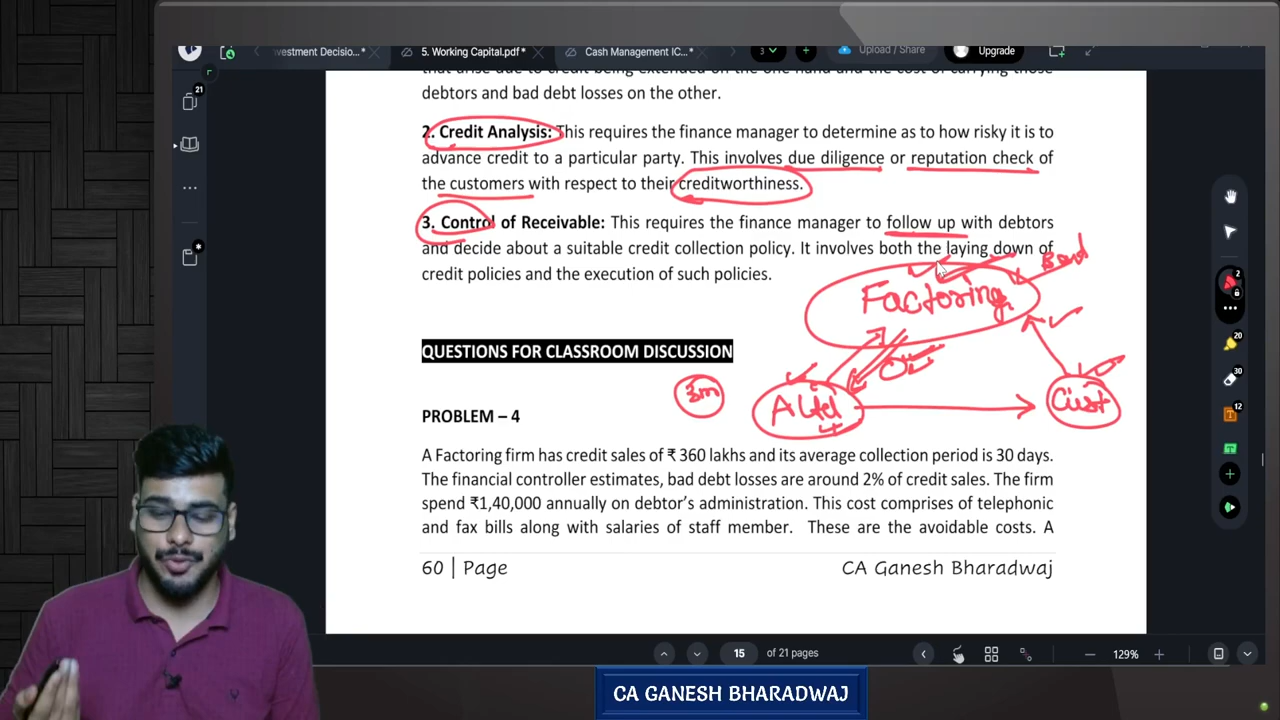 nvestment Decisio...*
5. Working Capital.pdf*
Cash Management IC...*
3
Upload / Share
Upgrade
21
that arise due to credit being extended on the one hand and the cost of carrying those
debtors and bad debt losses on the other.
2. Credit Analysis: This requires the finance manager to determine as to how risky it is to
advance credit to a particular party. This involves due diligence or reputation check of
the customers with respect to their creditworthiness.
3. Control of Receivable: This requires the finance manager to follow up with debtors
and decide about a suitable credit collection policy. It involves both the laying down of
credit policies and the execution of such policies.
Bad
Factoring
QUESTIONS FOR CLASSROOM DISCUSSION
3m
A Ltd
Cust
PROBLEM – 4
A Factoring firm has credit sales of ₹ 360 lakhs and its average collection period is 30 days.
The financial controller estimates, bad debt losses are around 2% of credit sales. The firm
spend ₹1,40,000 annually on debtor's administration. This cost comprises of telephonic
and fax bills along with salaries of staff member. These are the avoidable costs. A
60 | Page
CA Ganesh Bharadwaj
2
20
30
12
15
of 21 pages
129%
CA GANESH BHARADWAJ